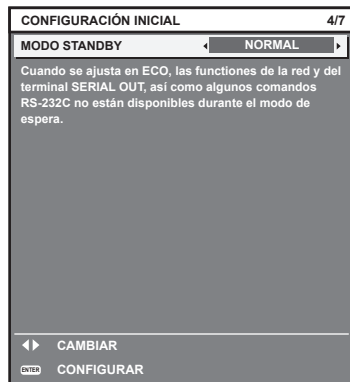 CONFIGURACIÓN INICIAL 4/7
MODO STANDBY NORMAL
Cuando se ajusta en ECO, las functiones de la red y del
terminal SERIAL OUT, así como algunos comandos
RS-232C no están disponibles durante el modo de
espera.
CAMBIAR
ENTER CONFIGURAR